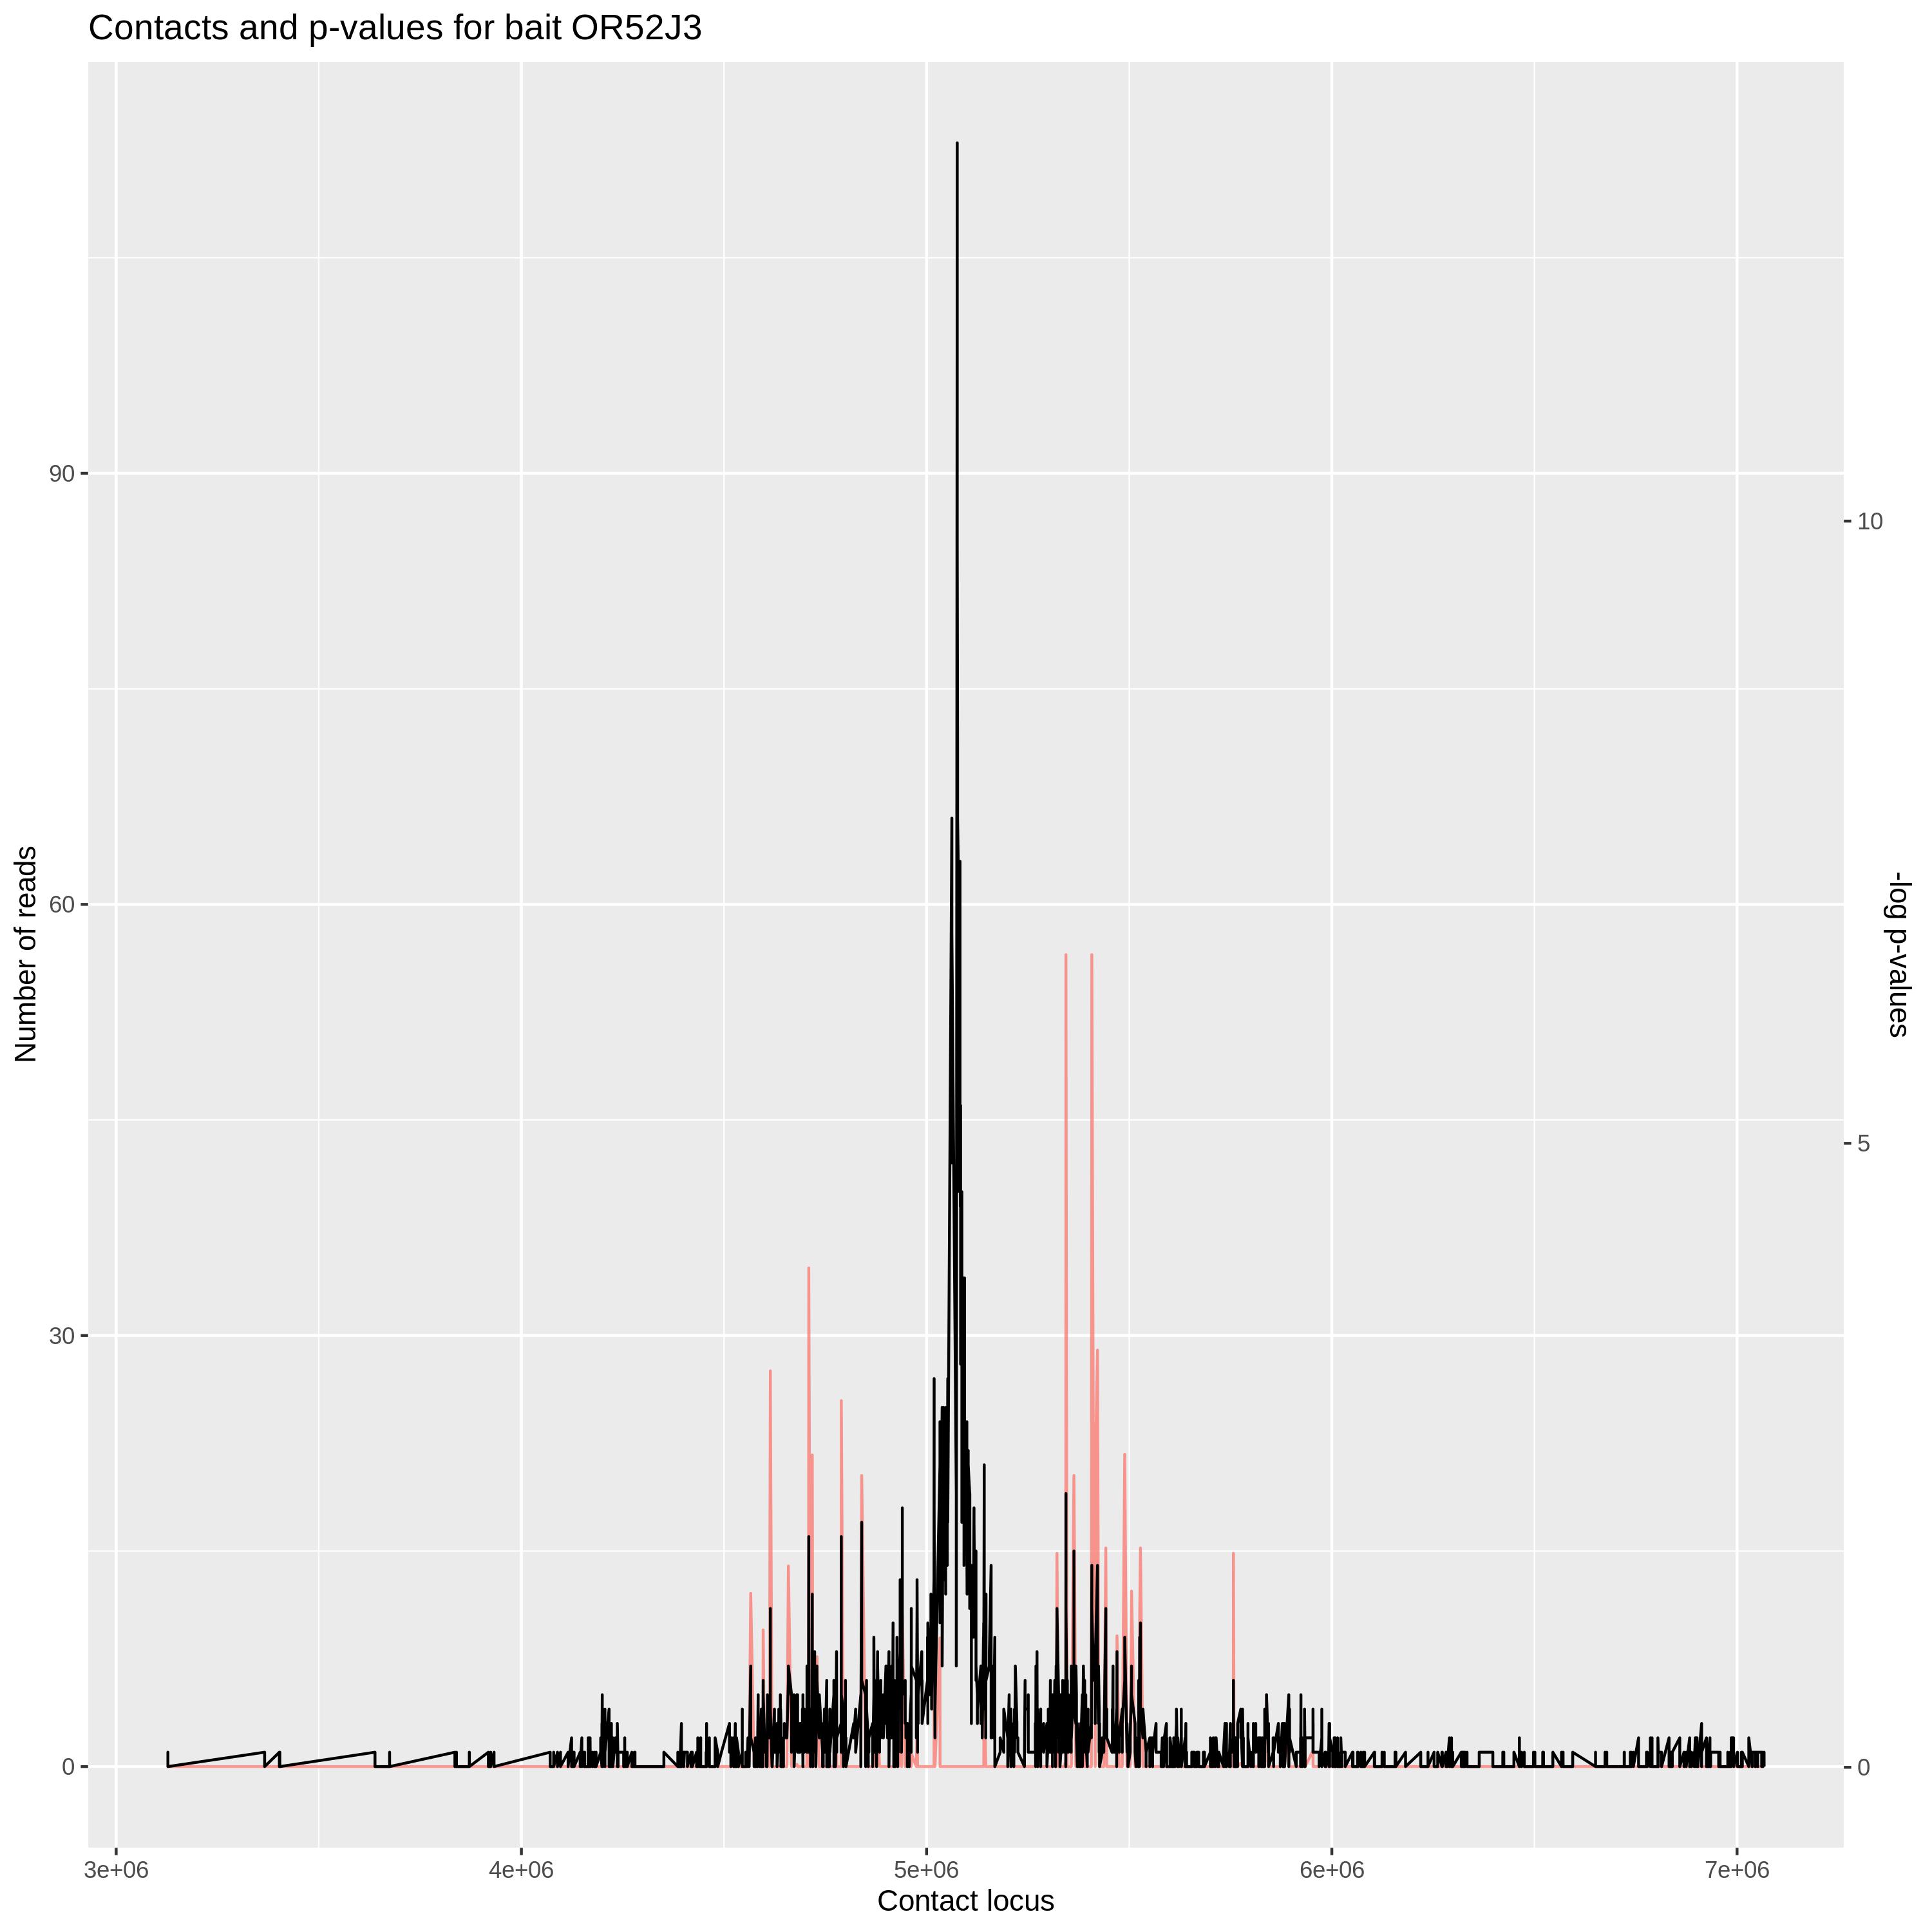 Contacts and p-values for bait OR52J3
90
60
30
0
10
5
0
Number of reads
-log p-values
3e+06 4e+06 5e+06 6e+06 7e+06
Contact locus